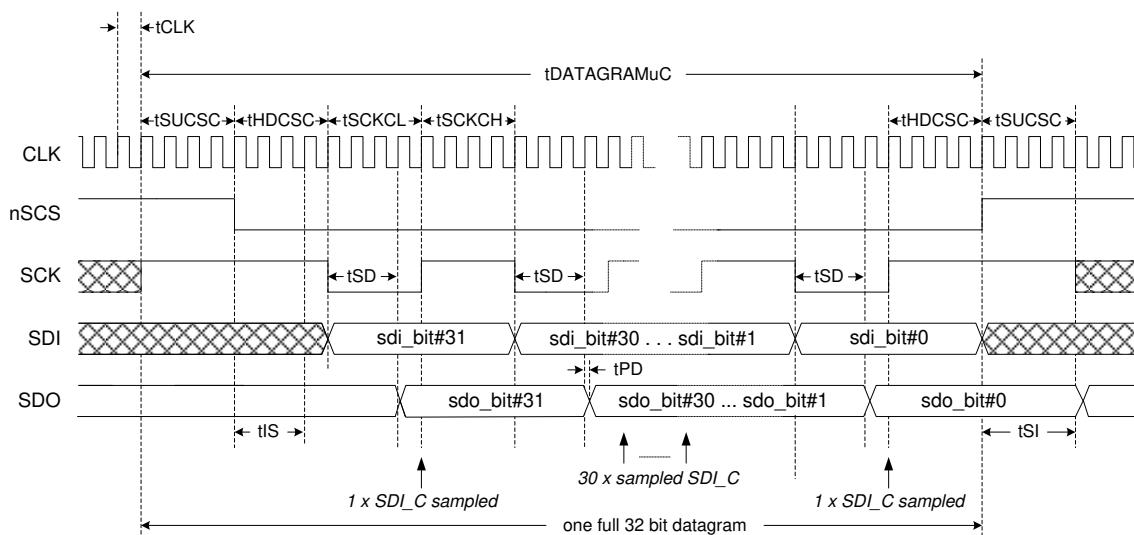 tCLK
tDATAGRAMuC
tSUCSC tHDCSC tSCKCL tSCKCH tHDCSC tSUCSC
CLK
nSCS
SCK tSD tSD tSD
SDI sdi_bit#31 sdi_bit#30 . . . sdi_bit#1 sdi_bit#0
tPD
SDO sdo_bit#31 sdo_bit#30 ... sdo_bit#1 sdo_bit#0
tIS tSI
1 x SDI_C sampled 30 x sampled SDI_C 1 x SDI_C sampled
one full 32 bit datagram